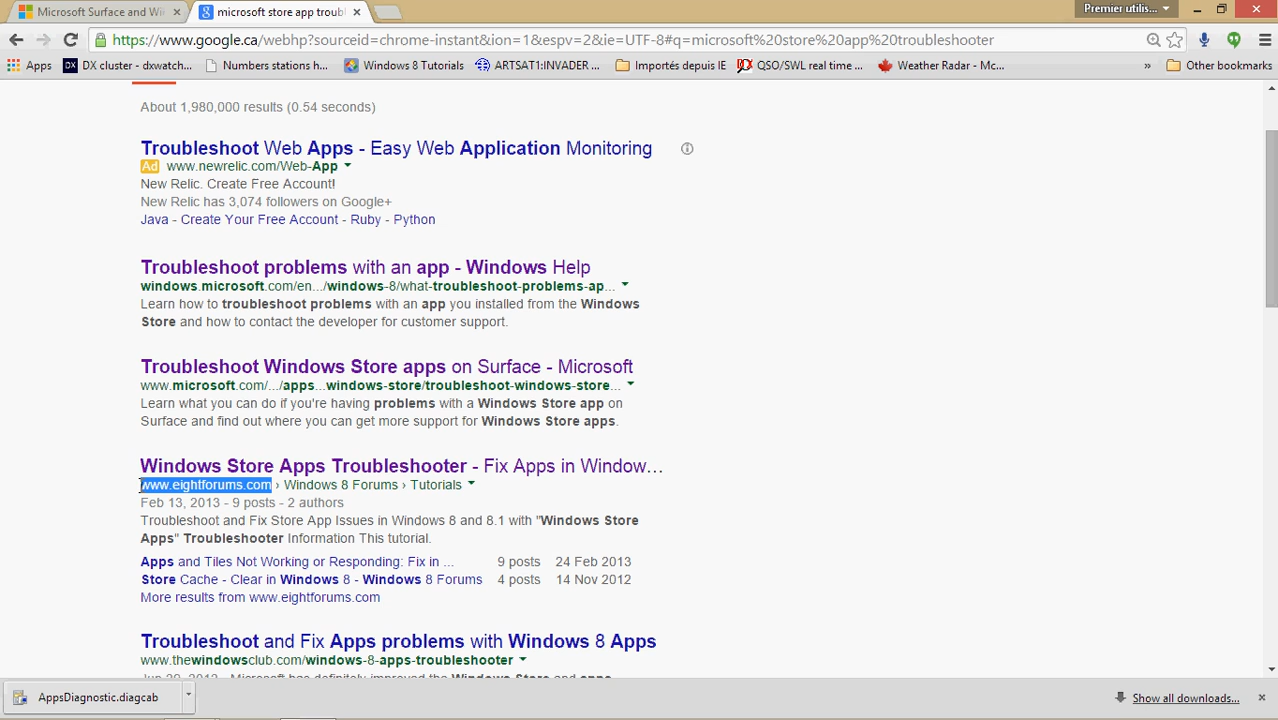 Microsoft Surface and Wi
microsoft store app troubl
Premier utilis...
https://www.google.ca/webhp?sourceid=chrome-instant&ion=1&espv=2&ie=UTF-8#q=microsoft%20store%20app%20troubleshooter
Apps DX DX cluster - dxwatch... Numbers stations h... Windows 8 Tutorials ARTSAT1:INVADER ... Importés depuis IE QSO/SWL real time ... Weather Radar - Mc... » Other bookmarks
About 1,980,000 results (0.54 seconds)
Troubleshoot Web Apps - Easy Web Application Monitoring
Ad www.newrelic.com/Web-App
New Relic. Create Free Account!
New Relic has 3,074 followers on Google+
Java - Create Your Free Account - Ruby - Python
Troubleshoot problems with an app - Windows Help
windows.microsoft.com/en.../windows-8/what-troubleshoot-problems-ap...
Learn how to troubleshoot problems with an app you installed from the Windows
Store and how to contact the developer for customer support.
Troubleshoot Windows Store apps on Surface - Microsoft
www.microsoft.com/.../apps...windows-store/troubleshoot-windows-store...
Learn what you can do if you're having problems with a Windows Store app on
Surface and find out where you can get more support for Windows Store apps.
Windows Store Apps Troubleshooter - Fix Apps in Window...
www.eightforums.com › Windows 8 Forums › Tutorials
Feb 13, 2013 - 9 posts - 2 authors
Troubleshoot and Fix Store App Issues in Windows 8 and 8.1 with "Windows Store
Apps" Troubleshooter Information This tutorial.
Apps and Tiles Not Working or Responding: Fix in ... 9 posts 24 Feb 2013
Store Cache - Clear in Windows 8 - Windows 8 Forums 4 posts 14 Nov 2012
More results from www.eightforums.com
Troubleshoot and Fix Apps problems with Windows 8 Apps
www.thewindowsclub.com/windows-8-apps-troubleshooter
AppsDiagnostic.diagcab
Show all downloads...